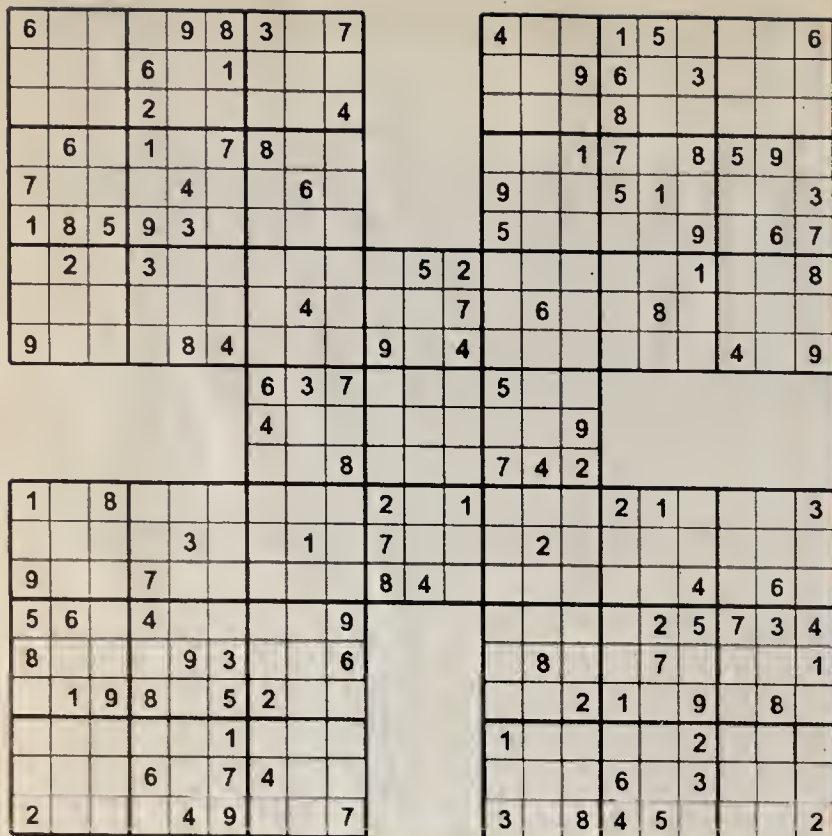 6 9 8 3 7 4 1 5 6
6 1 9 6 3
2 4 8
6 1 7 8 1 7 8 5 9
7 4 6 9 5 1 3
1 8 5 9 3 5 9 6 7
2 3 5 2 1 8
4 7 6 8
9 8 4 9 4 4 9
6 3 7 5
4 9
8 7 4 2
1 8 2 1 2 1 3
3 1 7 2
9 7 8 4 4 6
5 6 4 9 2 5 7 3 4
8 9 3 6 8 7 1
1 9 8 5 2 2 1 9 8
1 1 2
6 7 4 6 3
2 4 9 7 3 8 4 5 2